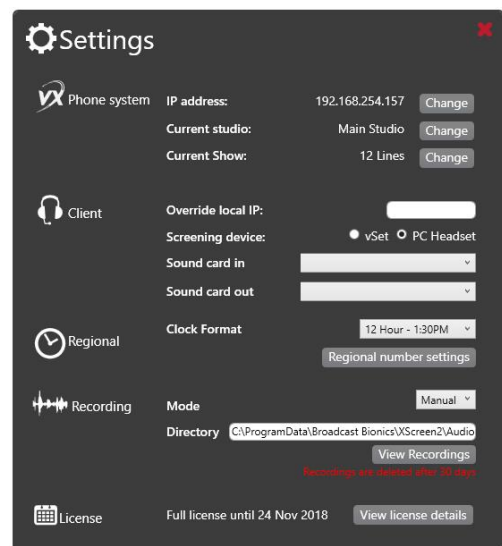 Settings
VX Phone system IP address: 192.168.254.157 Change
Current studio: Main Studio Change
Current Show: 12 Lines Change
Client Override local IP:
Screening device: vSet PC Headset
Sound card in
Sound card out
Regional Clock Format 12 Hour - 1:30PM
Regional number settings
Recording Mode Manual
Directory C:\ProgramData\Broadcast Bionics\XScreen2\Audio
View Recordings
Recordings are deleted after 30 days
License Full license until 24 Nov 2018 View license details